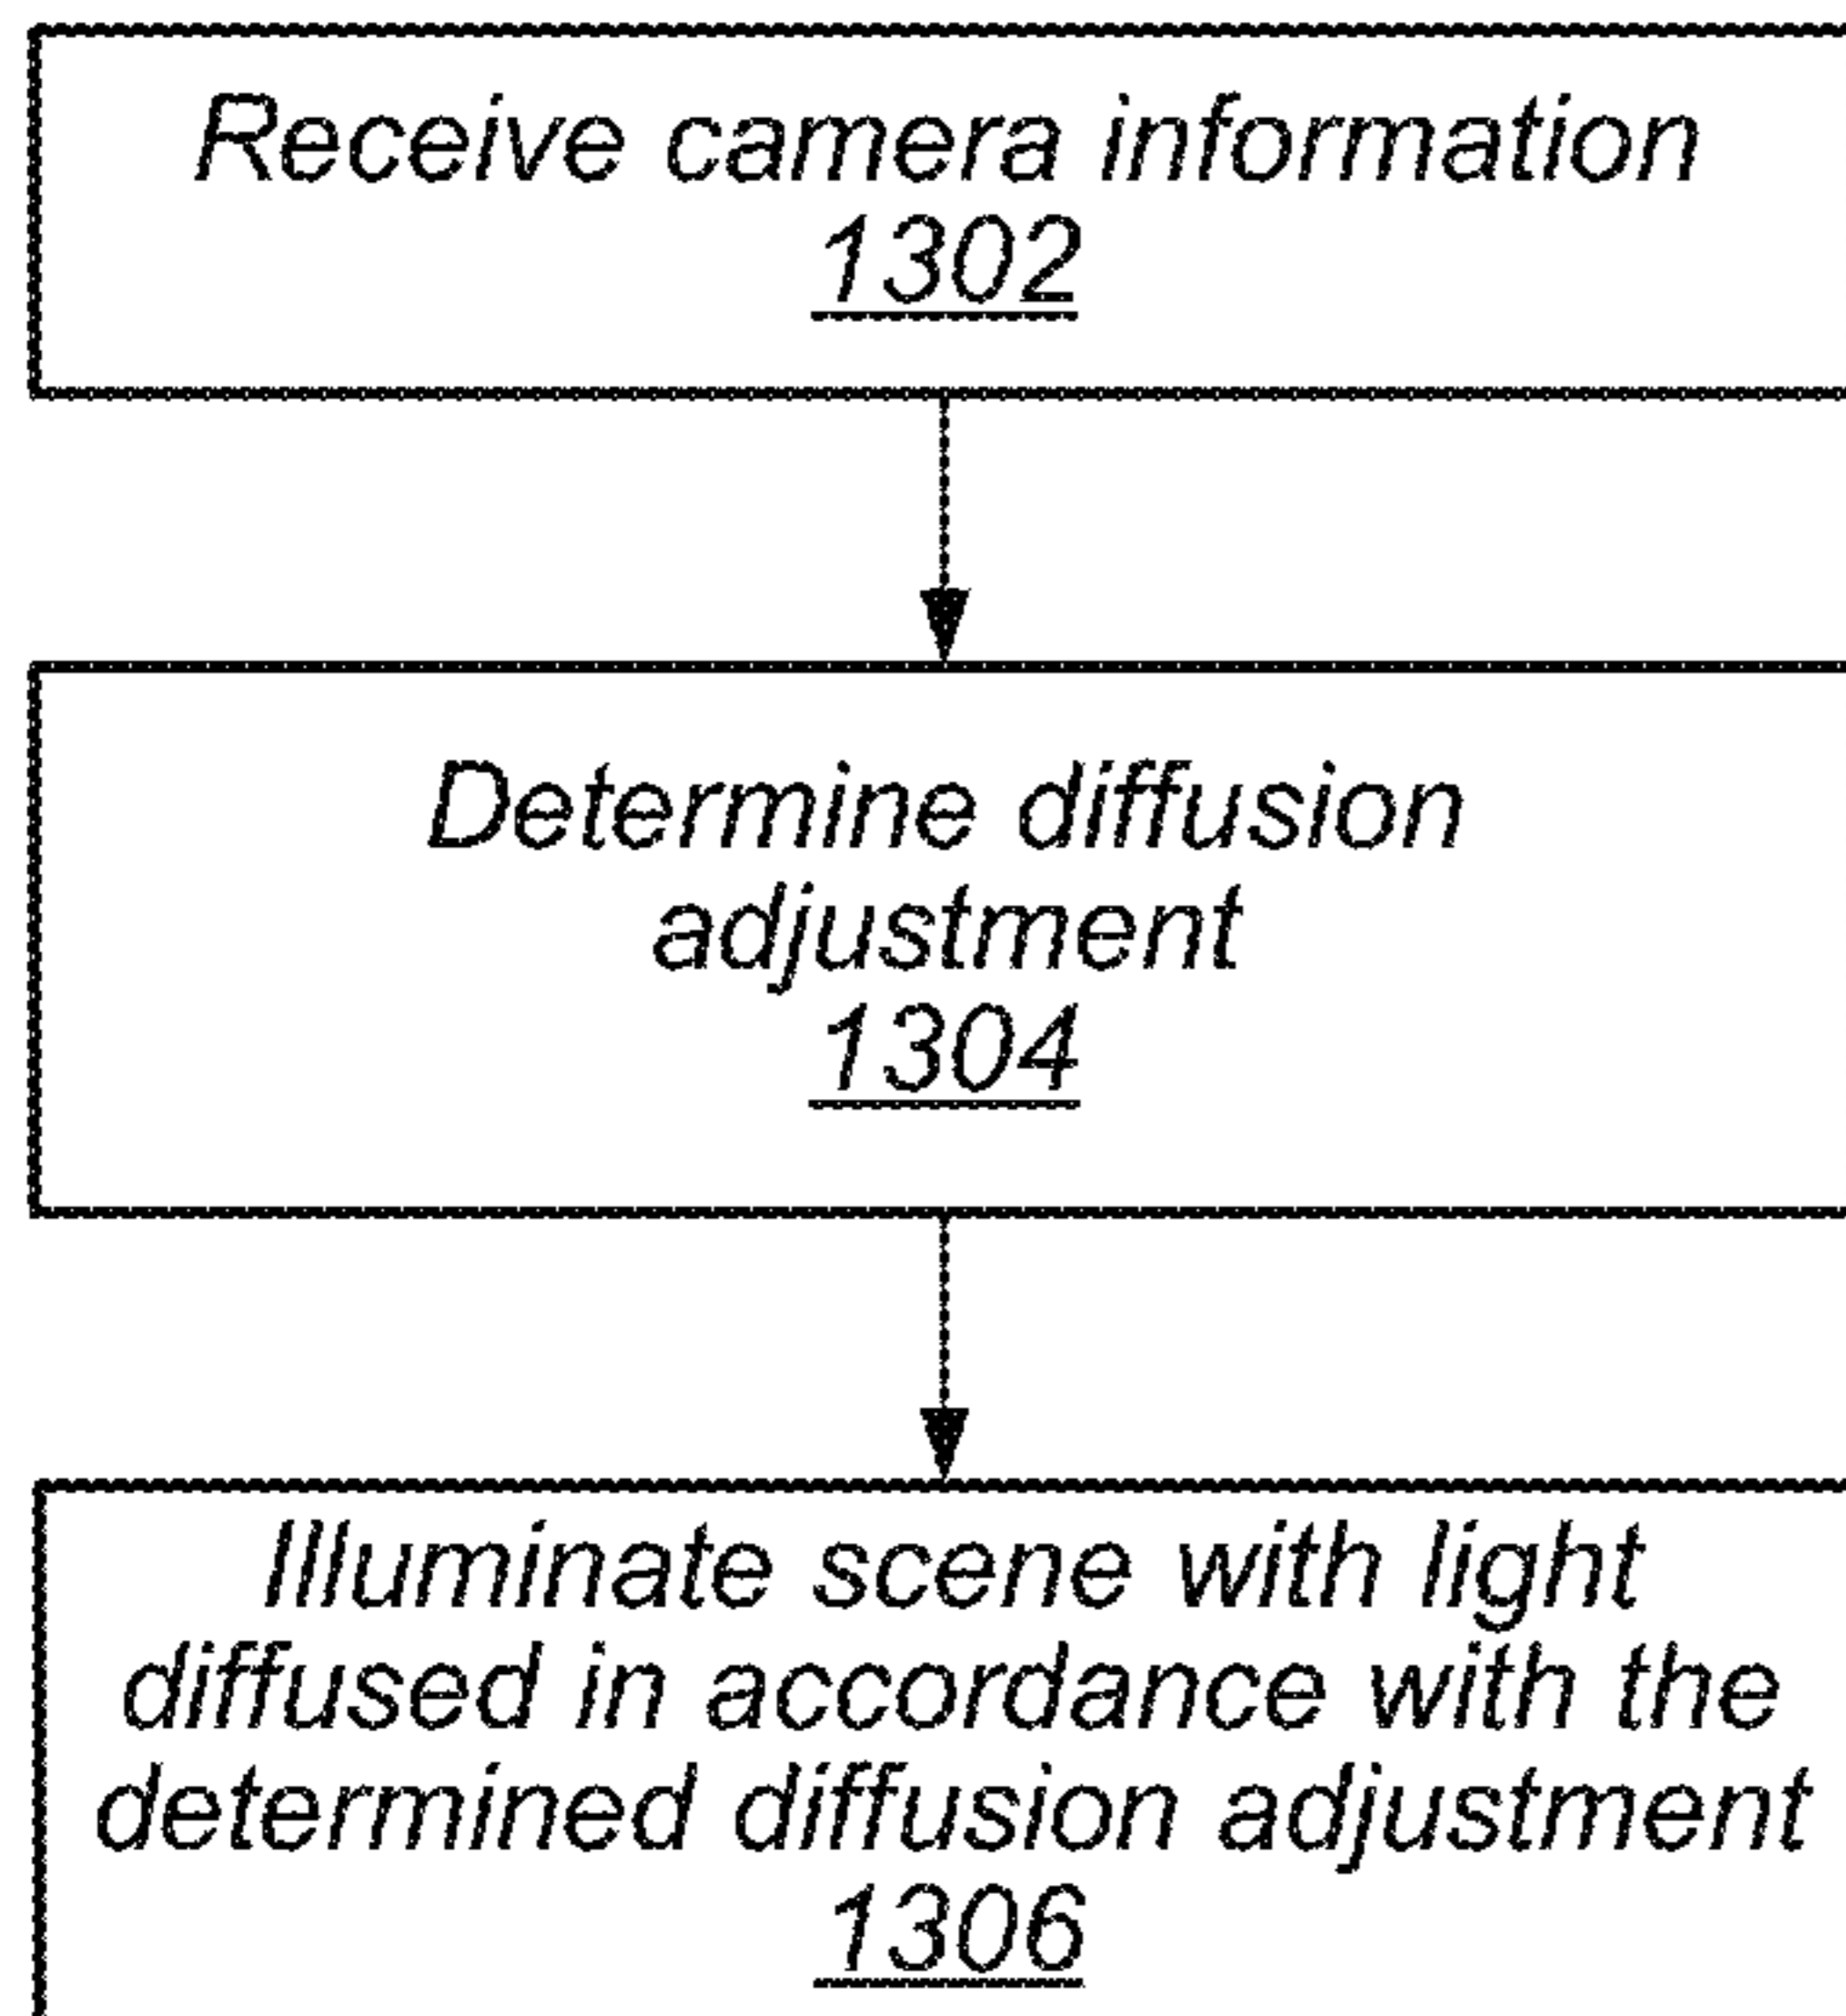 Receive camera information
1302
Determine diffusion
adjustment
1304
Illuminate scene with light
diffused in accordance with the
determined diffusion adjustment
1306